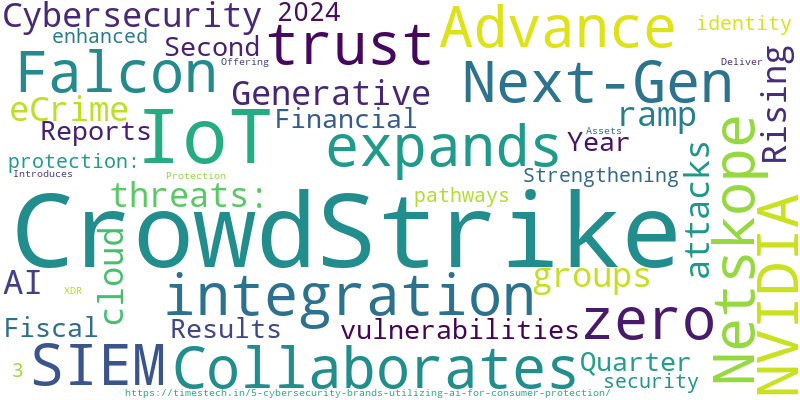 Cybersecurity 2024
enhanced Second trust Advance identity
Offering Deliver
Falcon Next-Gen Rising
Generative
eCrime Financial ramp
Reports IoT expands Assets Year
protection:
Introduces Protection Strengthening attacks Netskope
threats: pathways
CrowdStrike
cloud groups NVIDIA
AI XDR integration
Fiscal Results vulnerabilities zero
SIEM Collaborates Quarter
3 security
https://timestech.in/5-cybersecurity-brands-utilizing-ai-for-consumer-protection/